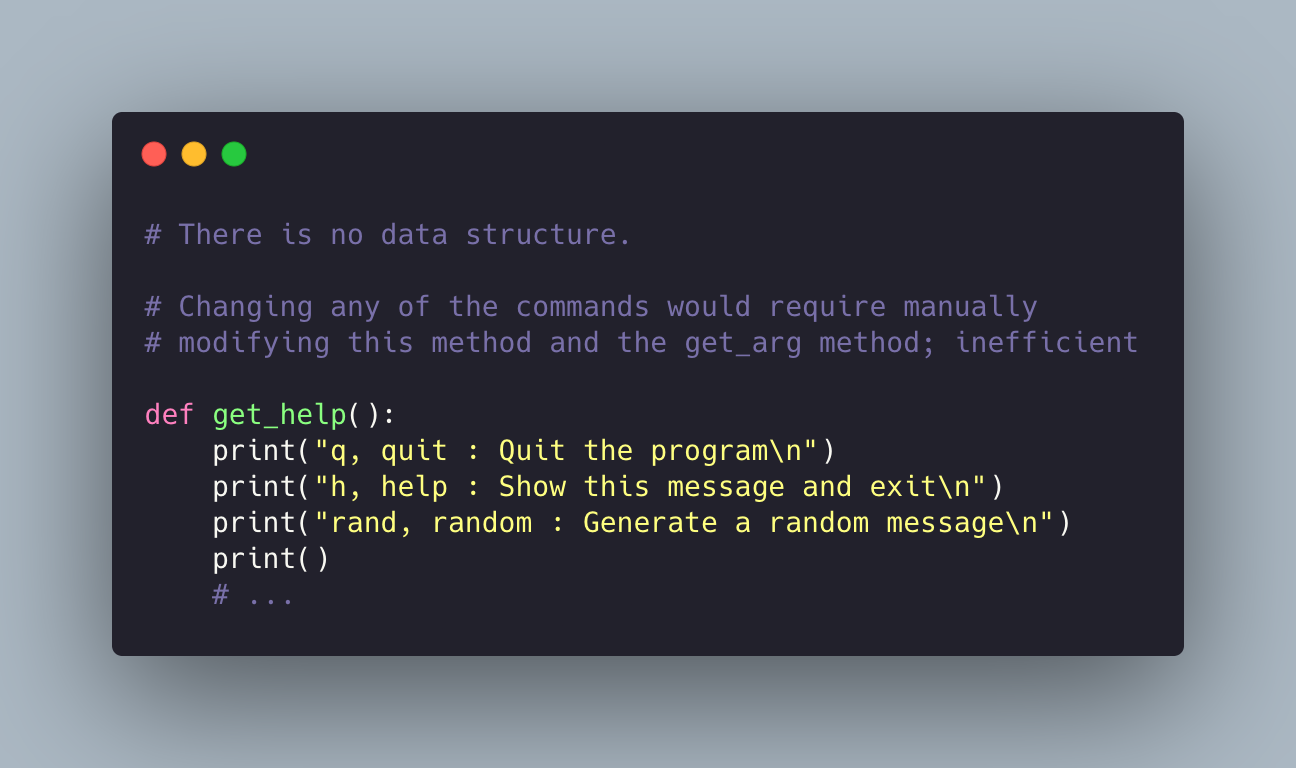 # There is no data structure.
# Changing any of the commands would require manually
# modifying this method and the get_arg method; inefficient
def get_help():
    print("q, quit : Quit the program\n")
    print("h, help : Show this message and exit\n")
    print("rand, random : Generate a random message\n")
    print()
    # ...